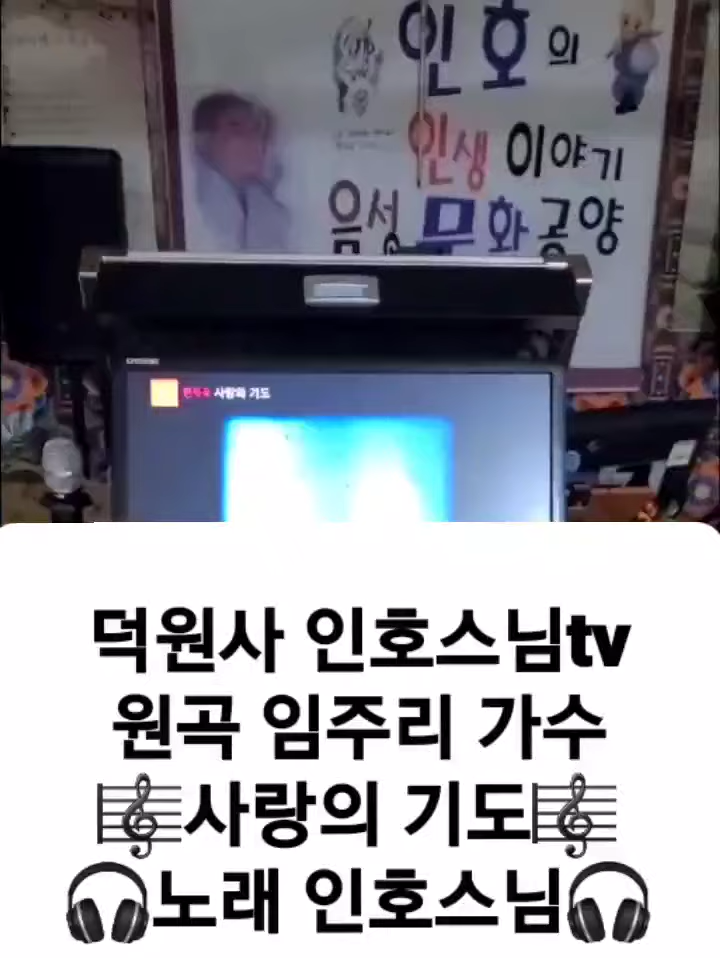 인호의
인생 이야기
음성 문화공양
사랑의 기도
덕원사 인호스님tv
원곡 임주리 가수
사랑의 기도
노래 인호스님